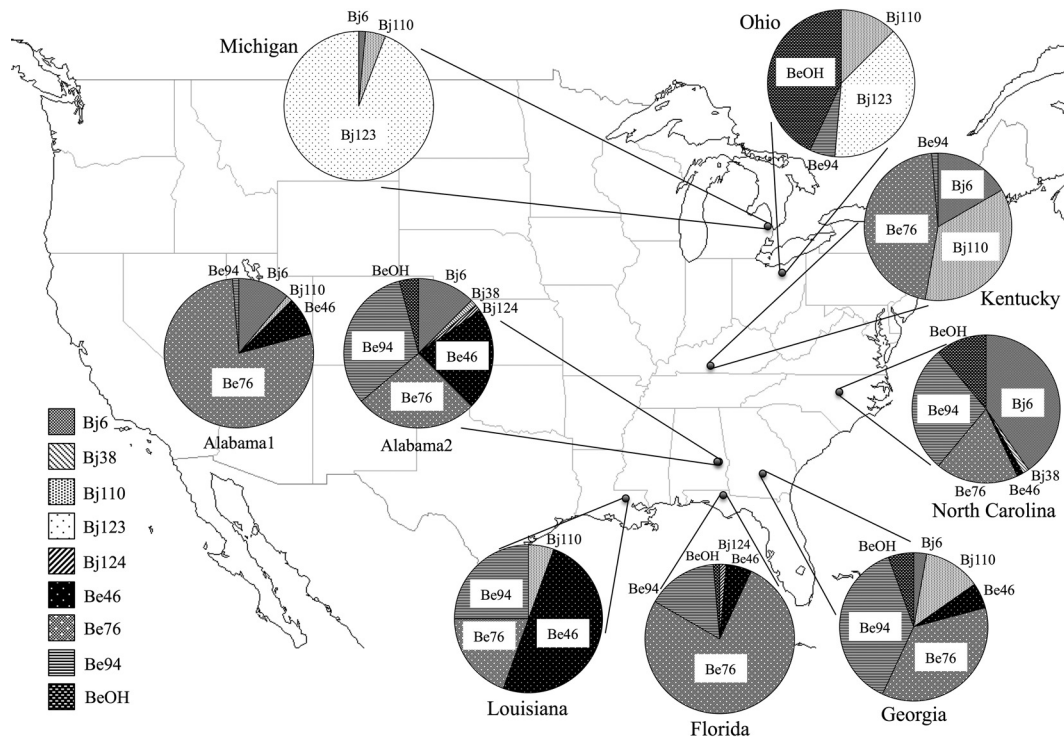 Michigan
Bj6
Bj110
Bj123
Ohio
Bj110
BeOH
Bj123
Be94
Be94
Bj6
Be76
Bj110
Kentucky
Be94
Bj6
Bj110
Be46
Be76
Alabama1
BeOH
Bj6
Bj38
Bj124
Be94
Be46
Be76
Alabama2
BeOH
Bj6
Be94
Bj38
Be46
Be76
North Carolina
Bj6
Bj38
Bj110
Bj123
Bj124
Be46
Be76
Be94
BeOH
Bj110
Be94
Be46
Be76
Louisiana
BeOH
Bj124
Be46
Be94
Be76
Florida
BeOH
Bj6
Bj110
Be46
Be94
Be76
Georgia